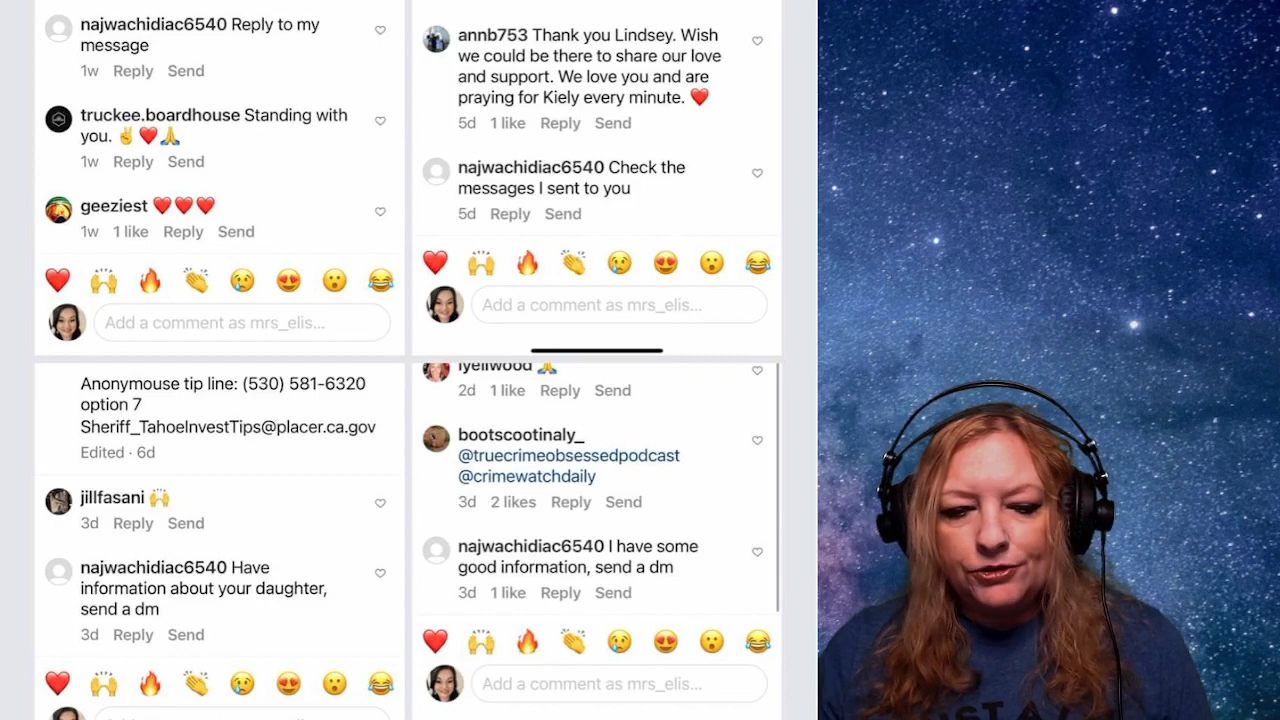 najwachidiac6540 Reply to my
message
1w Reply Send
truckee.boardhouse Standing with
you. ✌️❤️🙏
1w Reply Send
geeziest ❤️❤️❤️
1w 1 like Reply Send
❤️ 🙌 🔥 👏 😢 😍 😮 😂
Add a comment as mrs_elis...
annb753 Thank you Lindsey. Wish
we could be there to share our love
and support. We love you and are
praying for Kiely every minute. ❤️
5d 1 like Reply Send
najwachidiac6540 Check the
messages I sent to you
5d Reply Send
❤️ 🙌 🔥 👏 😢 😍 😮 😂
Add a comment as mrs_elis...
Anonymouse tip line: (530) 581-6320
option 7
Sheriff_TahoeInvestTips@placer.ca.gov
Edited · 6d
jillfasani 🙌
3d Reply Send
najwachidiac6540 Have
information about your daughter,
send a dm
3d Reply Send
❤️ 🙌 🔥 👏 😢 😍 😮 😂
lyellwood 🙏
2d 1 like Reply Send
bootscootinaly_
@truecrimeobsessedpodcast
@crimewatchdaily
3d 2 likes Reply Send
najwachidiac6540 I have some
good information, send a dm
3d 1 like Reply Send
❤️ 🙌 🔥 👏 😢 😍 😮 😂
Add a comment as mrs_elis...